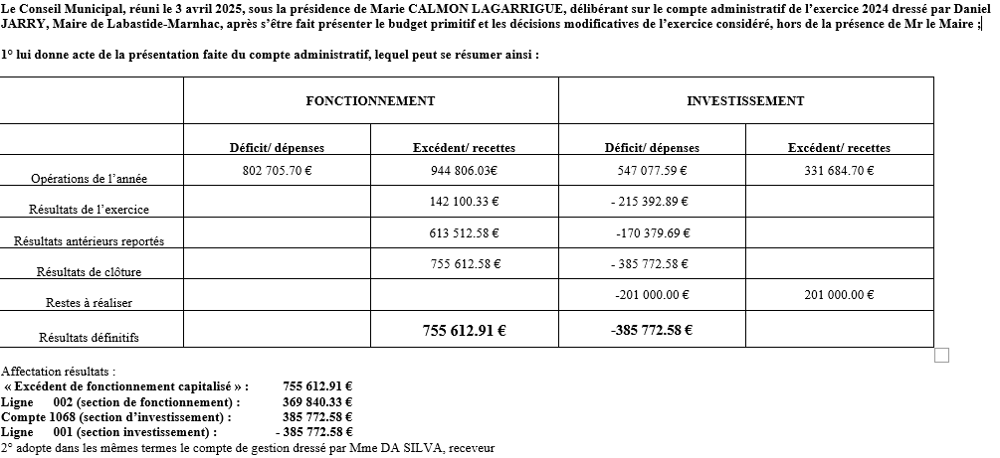 Le Conseil Municipal, réuni le 3 avril 2025, sous la présidence de Marie CALMON LAGARRIGUE, délibérant sur le compte administratif de l'exercice 2024 dressé par Daniel
JARRY, Maire de Labastide-Marnhac, après s'être fait présenter le budget primitif et les décisions modificatives de l'exercice considéré, hors de la présence de Mr le Maire ;
1° lui donne acte de la présentation faite du compte administratif, lequel peut se résumer ainsi :
FONCTIONNEMENT INVESTISSEMENT
Déficit/ dépenses Excédent/ recettes Déficit/ dépenses Excédent/ recettes
Opérations de l'année 802 705.70 € 944 806.03€ 547 077.59 € 331 684.70 €
Résultats de l'exercice 142 100.33 € - 215 392.89 €
Résultats antérieurs reportés 613 512.58 € -170 379.69 €
Résultats de clôture 755 612.58 € - 385 772.58 €
Restes à réaliser -201 000.00 € 201 000.00 €
Résultats définitifs 755 612.91 € -385 772.58 €
Affectation résultats :
« Excédent de fonctionnement capitalisé » : 755 612.91 €
Ligne 002 (section de fonctionnement) : 369 840.33 €
Compte 1068 (section d'investissement) : 385 772.58 €
Ligne 001 (section investissement) : - 385 772.58 €
2° adopte dans les mêmes termes le compte de gestion dressé par Mme DA SILVA, receveur